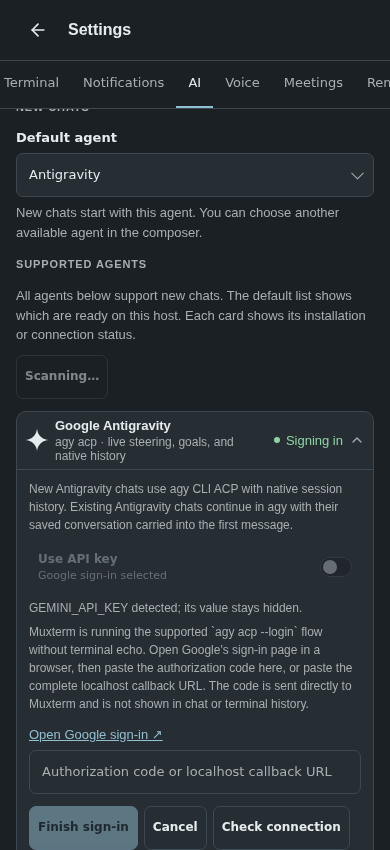 Settings
Terminal Notifications AI Voice Meetings Ren
NEW CHATS
Default agent
Antigravity
New chats start with this agent. You can choose another
available agent in the composer.
SUPPORTED AGENTS
All agents below support new chats. The default list shows
which are ready on this host. Each card shows its installation
or connection status.
Scanning…
Google Antigravity
agy acp · live steering, goals, and
native history
Signing in
New Antigravity chats use agy CLI ACP with native session
history. Existing Antigravity chats continue in agy with their
saved conversation carried into the first message.
Use API key
Google sign-in selected
GEMINI_API_KEY detected; its value stays hidden.
Muxterm is running the supported `agy acp --login` flow
without terminal echo. Open Google's sign-in page in a
browser, then paste the authorization code here, or paste the
complete localhost callback URL. The code is sent directly to
Muxterm and is not shown in chat or terminal history.
Open Google sign-in ↗
Authorization code or localhost callback URL
Finish sign-in Cancel Check connection